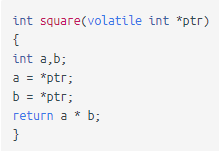 int square(volatile int *ptr)
{
int a,b;
a = *ptr;
b = *ptr;
return a * b;
}